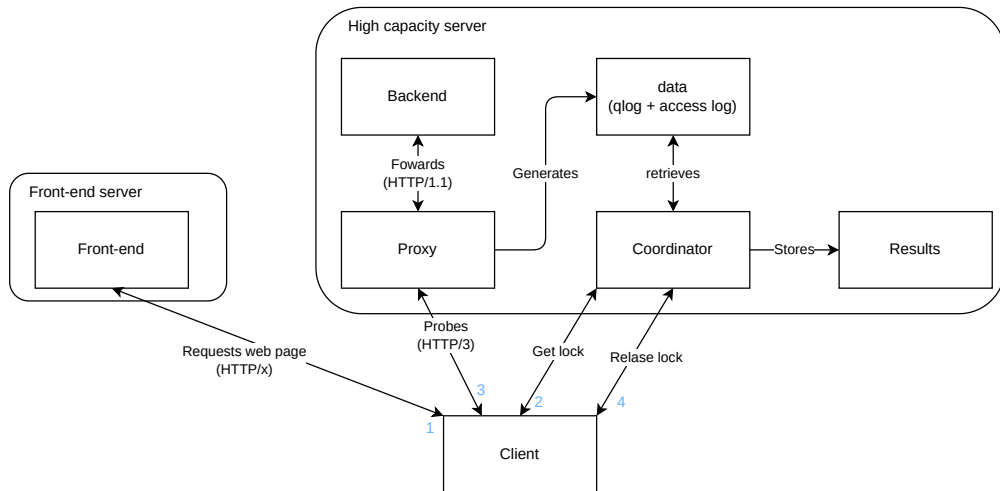 High capacity server
Backend
data
(qlog + access log)
Fowards
(HTTP/1.1)
Generates
retrieves
Front-end server
Front-end
Proxy
Coordinator
Stores
Results
Requests web page
(HTTP/x)
Probes
(HTTP/3)
Get lock
Relase lock
3
2
4
1
Client